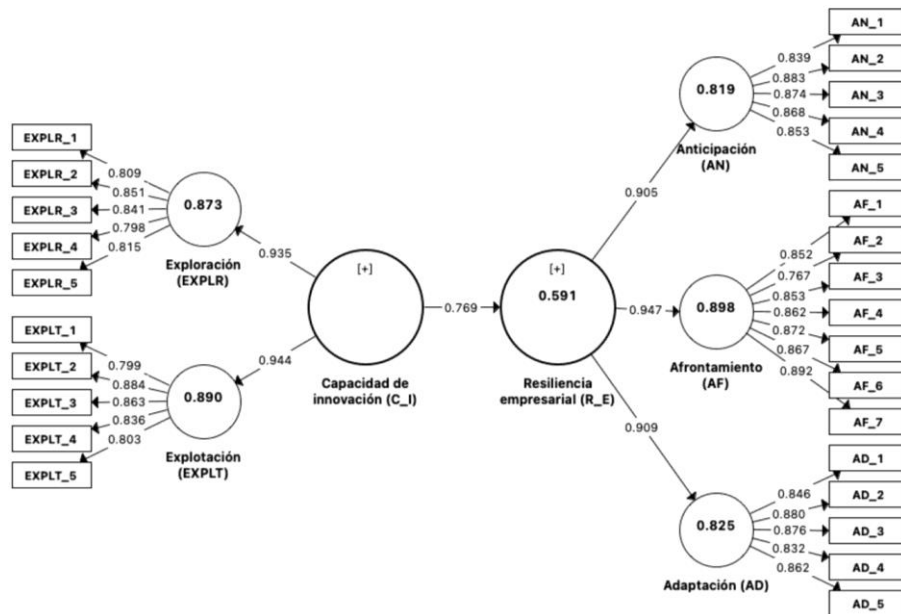 EXPLR_1
EXPLR_2
EXPLR_3
EXPLR_4
EXPLR_5
0.809
0.851
0.841
0.798
0.815
0.873
Exploración
(EXPLR)
0.935
EXPLT_1
EXPLT_2
EXPLT_3
EXPLT_4
EXPLT_5
0.799
0.884
0.863
0.836
0.803
0.890
Explotación
(EXPLT)
0.944
[+]
Capacidad de
innovación (C_I)
0.769
[+]
0.591
Resiliencia
empresarial (R_E)
0.905
0.947
0.909
0.819
Anticipación
(AN)
0.839
0.883
0.874
0.868
0.853
AN_1
AN_2
AN_3
AN_4
AN_5
0.898
Afrontamiento
(AF)
0.852
0.767
0.853
0.862
0.872
0.867
0.892
AF_1
AF_2
AF_3
AF_4
AF_5
AF_6
AF_7
0.825
Adaptación (AD)
0.846
0.880
0.876
0.832
0.862
AD_1
AD_2
AD_3
AD_4
AD_5